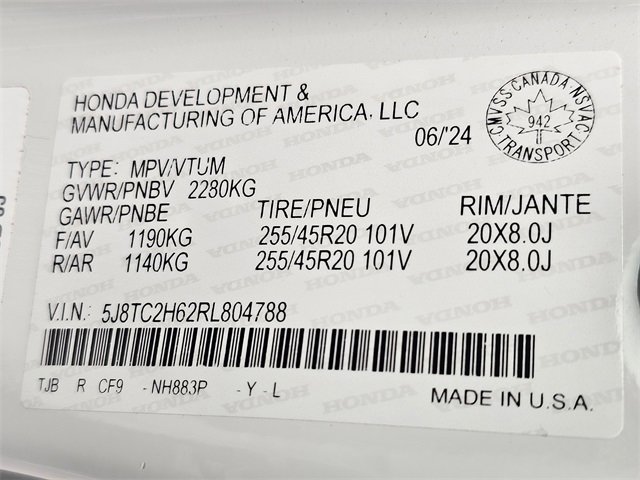 HONDA DEVELOPMENT &
MANUFACTURING OF AMERICA, LLC
06/'24
CMVSS CANADA NSVAC
942
TRANSPORT
TYPE: MPV/VTUM
GVWR/PNBV 2280KG
GAWR/PNBE TIRE/PNEU RIM/JANTE
F/AV 1190KG 255/45R20 101V 20X8.0J
R/AR 1140KG 255/45R20 101V 20X8.0J
V.I.N.: 5J8TC2H62RL804788
TJB R CF9 -NH883P -Y-L
MADE IN U.S.A.
HONDA